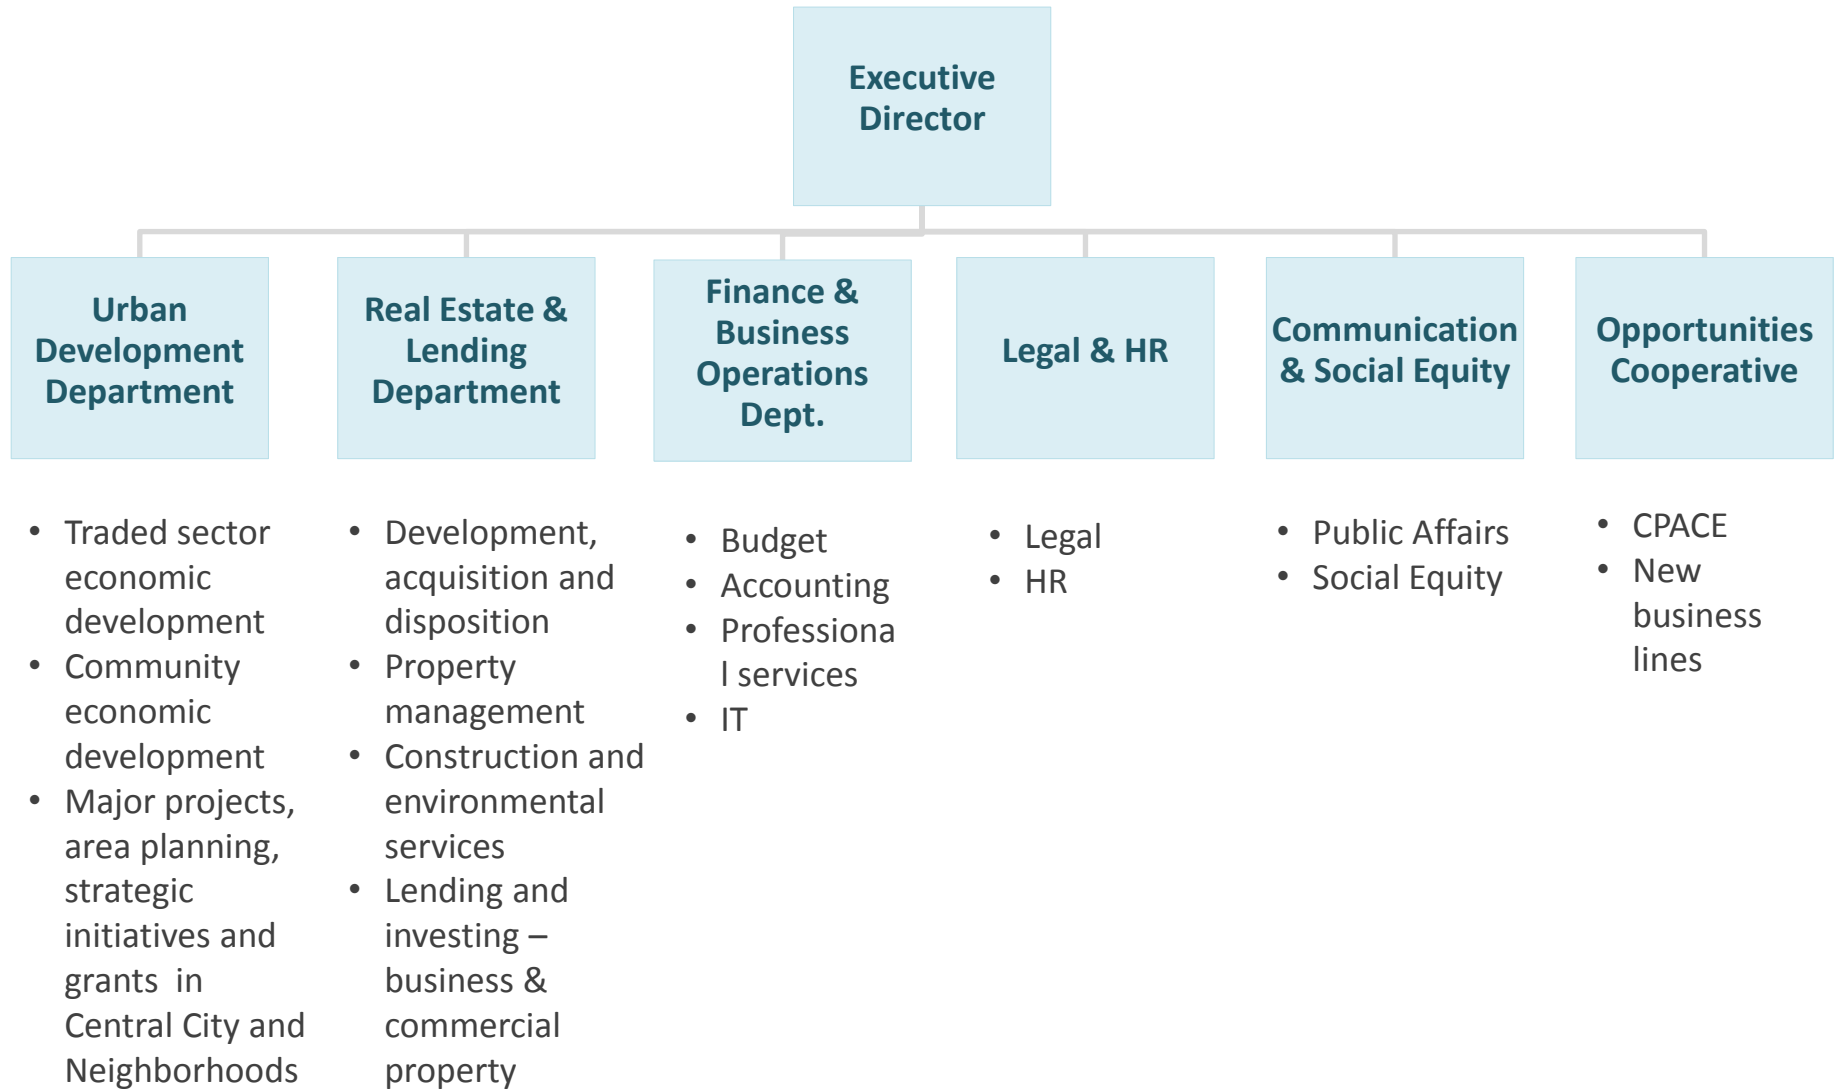 Executive
Director
Urban
Development
Department
Real Estate &
Lending
Department
Finance &
Business
Operations
Dept.
Legal & HR
Communication
& Social Equity
Opportunities
Cooperative
• Traded sector
economic
development
• Community
economic
development
• Major projects,
area planning,
strategic
initiatives and
grants in
Central City and
Neighborhoods
• Development,
acquisition and
disposition
• Property
management
• Construction and
environmental
services
• Lending and
investing –
business &
commercial
property
• Budget
• Accounting
• Professiona
l services
• IT
• Legal
• HR
• Public Affairs
• Social Equity
• CPACE
• New
business
lines